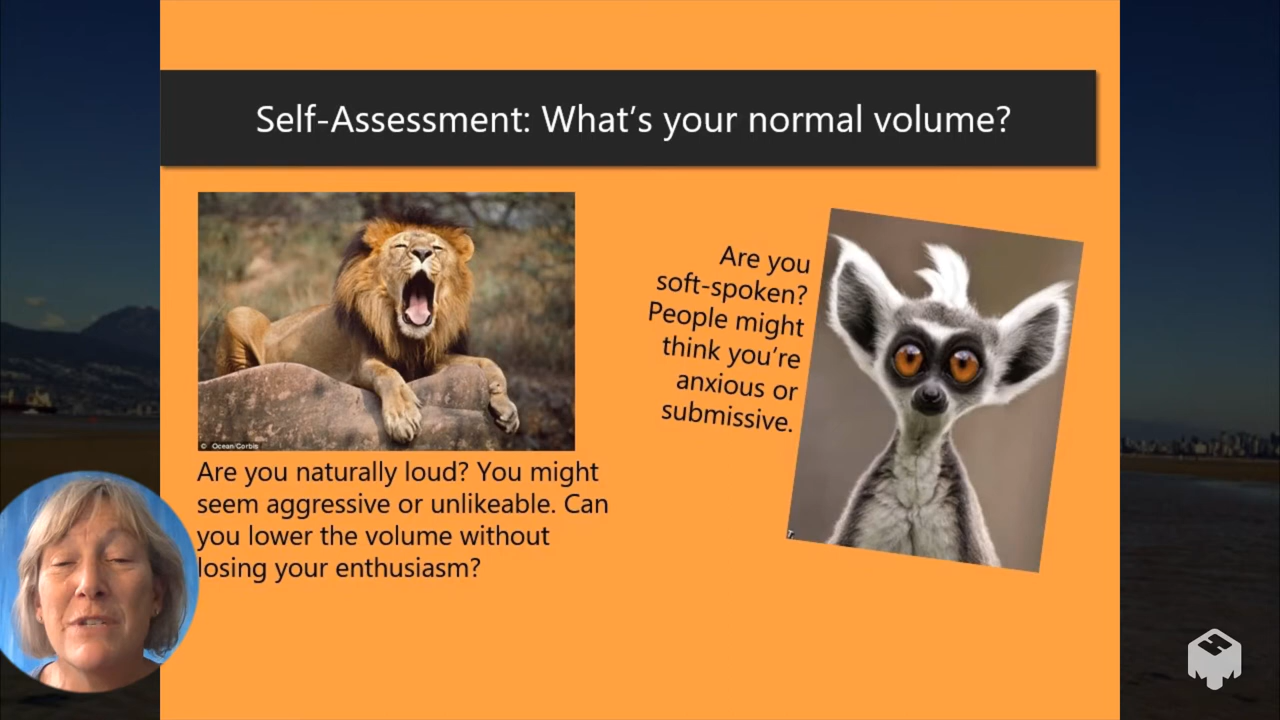 Self-Assessment: What's your normal volume?
© Ocean/Corbis
Are you naturally loud? You might
seem aggressive or unlikeable. Can
you lower the volume without
losing your enthusiasm?
Are you
soft-spoken?
People might
think you're
anxious or
submissive.